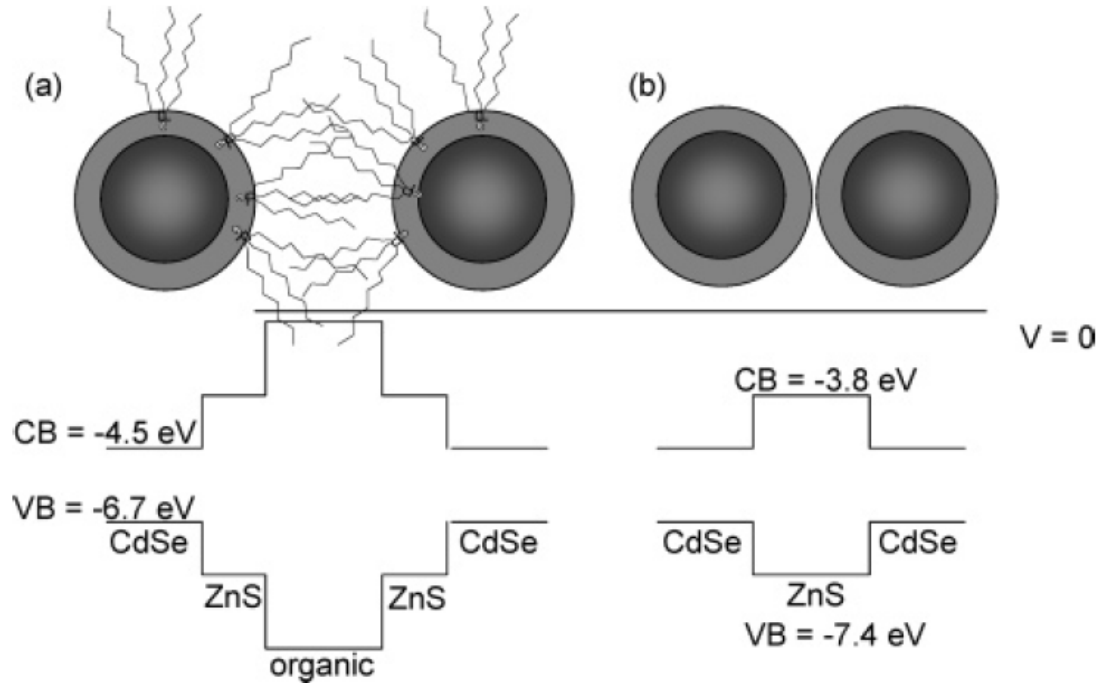 (a)
(b)
V = 0
CB = -3.8 eV
CB = -4.5 eV
VB = -6.7 eV
CdSe
CdSe
CdSe
CdSe
ZnS
ZnS
ZnS
VB = -7.4 eV
organic